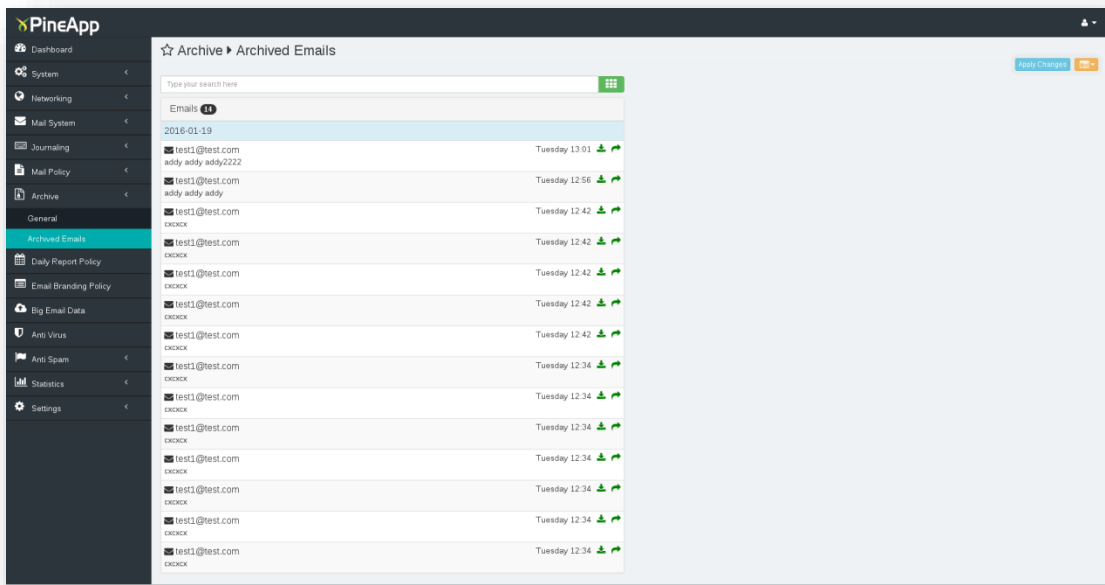 PineApp
Dashboard
System
Networking
Mail System
Journaling
Mail Policy
Archive
General
Archived Emails
Daily Report Policy
Email Branding Policy
Big Email Data
Anti Virus
Anti Spam
Statistics
Settings
Archive Archived Emails
Apply Changes
Type your search here
Emails 14
2016-01-19
test1@test.com Tuesday 13:01
addy addy addy2222
test1@test.com Tuesday 12:56
addy addy addy
test1@test.com Tuesday 12:42
cxcxcx
test1@test.com Tuesday 12:42
cxcxcx
test1@test.com Tuesday 12:42
cxcxcx
test1@test.com Tuesday 12:42
cxcxcx
test1@test.com Tuesday 12:42
cxcxcx
test1@test.com Tuesday 12:34
cxcxcx
test1@test.com Tuesday 12:34
cxcxcx
test1@test.com Tuesday 12:34
cxcxcx
test1@test.com Tuesday 12:34
cxcxcx
test1@test.com Tuesday 12:34
cxcxcx
test1@test.com Tuesday 12:34
cxcxcx
test1@test.com Tuesday 12:34
cxcxcx